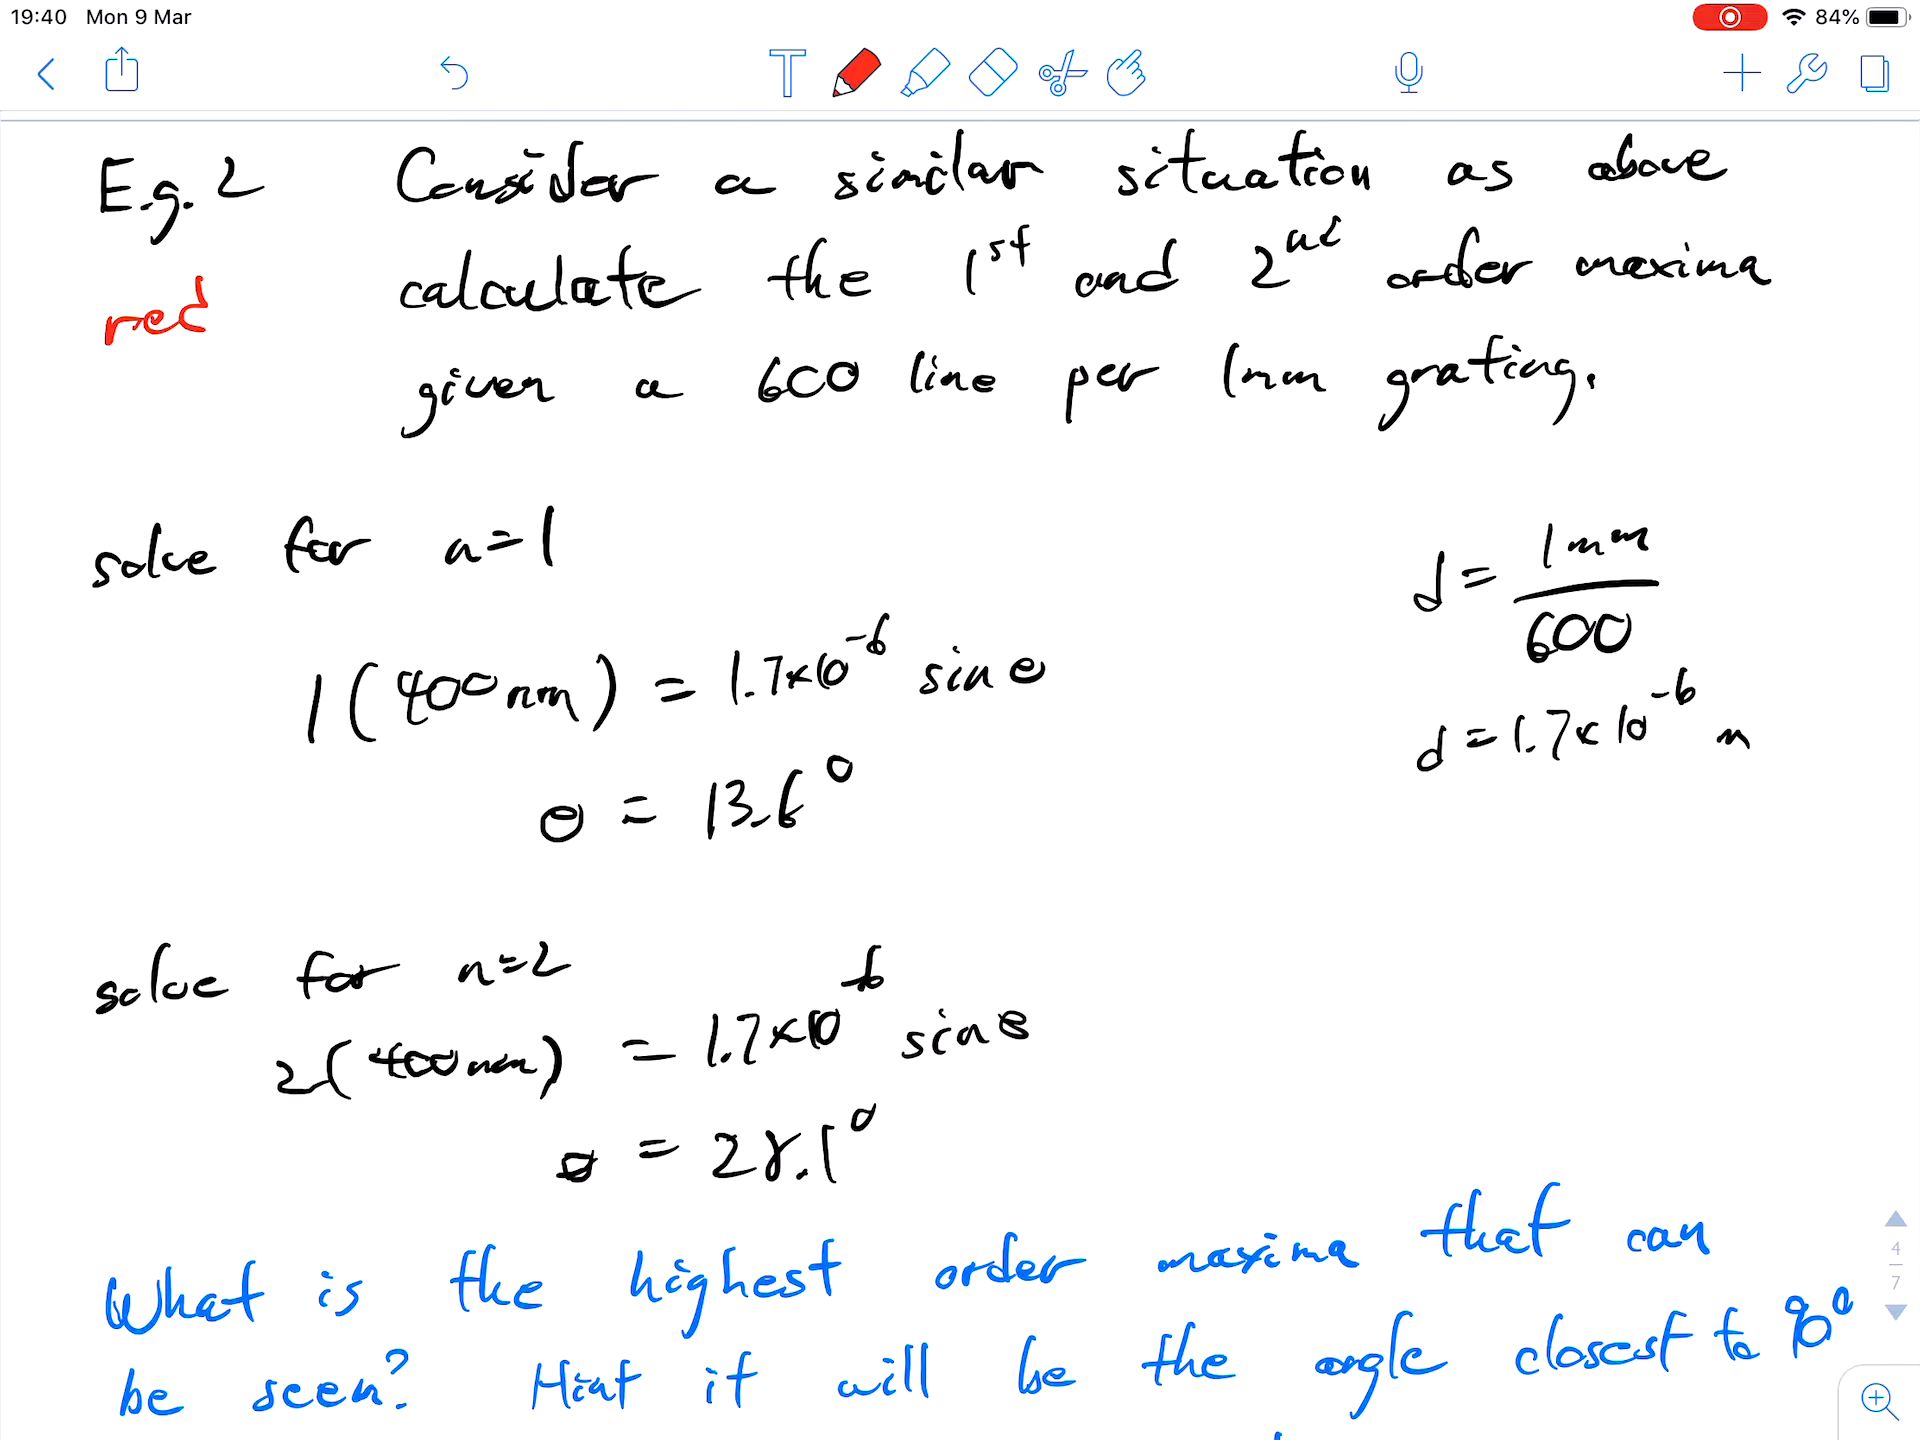 19:40 Mon 9 Mar 84%
E.g. 2 Consider a similar situation as above
calculate the 1st and 2nd order maxima
red
given a 600 line per 1mm grating.
solve for n=1
d = 1mm / 600
1(400nm) = 1.7×10^-6 sin θ
d = 1.7×10^-6 m
θ = 13.6°
solve for n=2
2(400nm) = 1.7×10^-6 sin θ
θ = 28.1°
What is the highest order maxima that can
be seen? Hint it will be the angle closest to 90°
4
7